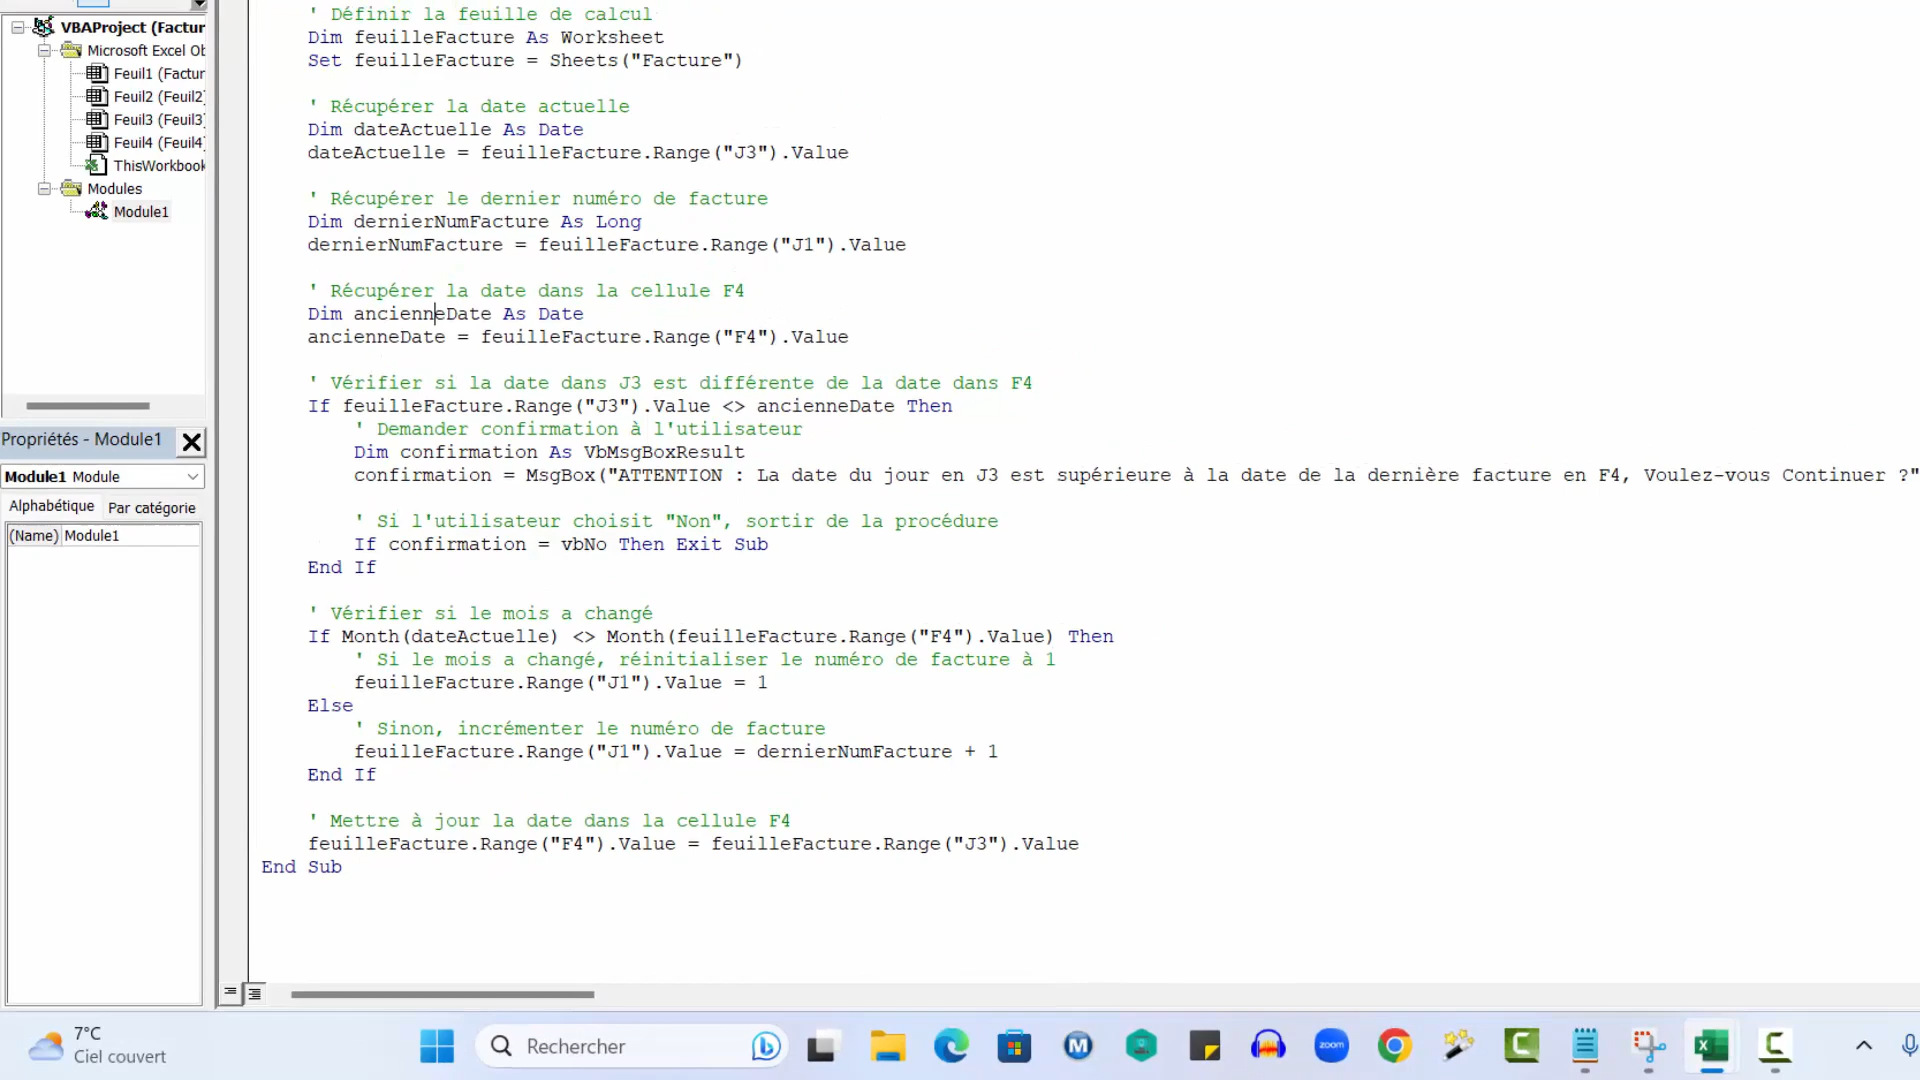 VBAProject (Factur
Microsoft Excel Ob
Feuil1 (Factur
Feuil2 (Feuil2)
Feuil3 (Feuil3)
Feuil4 (Feuil4)
ThisWorkbook
Modules
Module1
Propriétés - Module1
Module1 Module
Alphabétique Par catégorie
(Name) Module1
' Définir la feuille de calcul
Dim feuilleFacture As Worksheet
Set feuilleFacture = Sheets("Facture")
' Récupérer la date actuelle
Dim dateActuelle As Date
dateActuelle = feuilleFacture.Range("J3").Value
' Récupérer le dernier numéro de facture
Dim dernierNumFacture As Long
dernierNumFacture = feuilleFacture.Range("J1").Value
' Récupérer la date dans la cellule F4
Dim ancienneDate As Date
ancienneDate = feuilleFacture.Range("F4").Value
' Vérifier si la date dans J3 est différente de la date dans F4
If feuilleFacture.Range("J3").Value <> ancienneDate Then
' Demander confirmation à l'utilisateur
Dim confirmation As VbMsgBoxResult
confirmation = MsgBox("ATTENTION : La date du jour en J3 est supérieure à la date de la dernière facture en F4, Voulez-vous Continuer ?"
' Si l'utilisateur choisit "Non", sortir de la procédure
If confirmation = vbNo Then Exit Sub
End If
' Vérifier si le mois a changé
If Month(dateActuelle) <> Month(feuilleFacture.Range("F4").Value) Then
' Si le mois a changé, réinitialiser le numéro de facture à 1
feuilleFacture.Range("J1").Value = 1
Else
' Sinon, incrémenter le numéro de facture
feuilleFacture.Range("J1").Value = dernierNumFacture + 1
End If
' Mettre à jour la date dans la cellule F4
feuilleFacture.Range("F4").Value = feuilleFacture.Range("J3").Value
End Sub
7°C
Ciel couvert
Rechercher
zoom